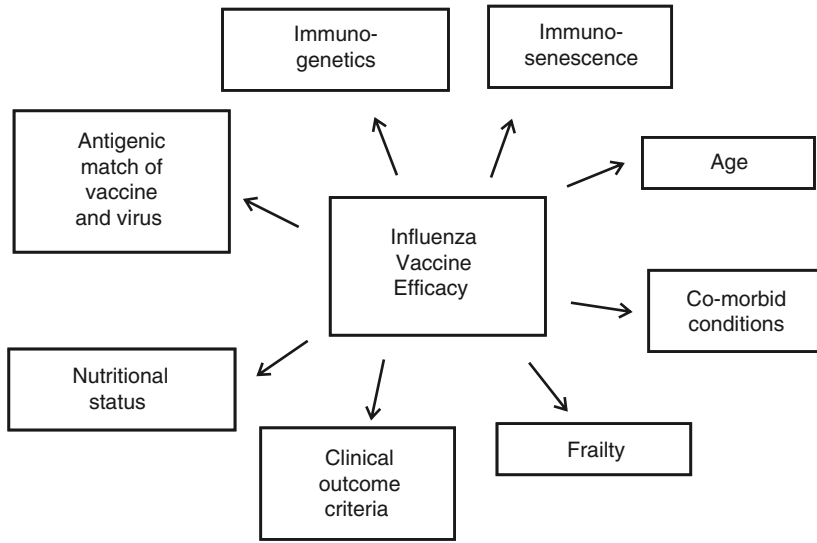 Immuno-
genetics
Immuno-
senescence
Antigenic
match of
vaccine
and virus
Age
Influenza
Vaccine
Efficacy
Co-morbid
conditions
Nutritional
status
Clinical
outcome
criteria
Frailty